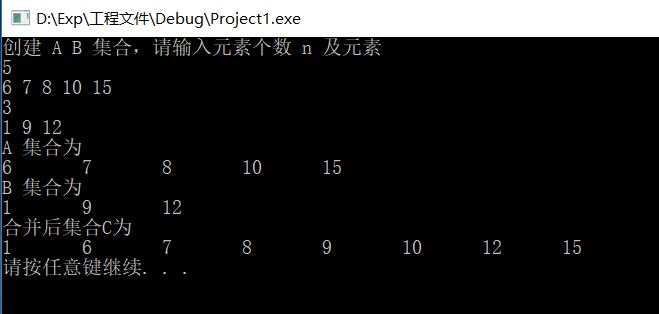 D:\Exp\工程文件\Debug\Project1.exe
创建 A B 集合，请输入元素个数 n 及元素
5
6 7 8 10 15
3
1 9 12
A 集合为
6 7 8 10 15
B 集合为
1 9 12
合并后集合C为
1 6 7 8 9 10 12 15
请按任意键继续. . .